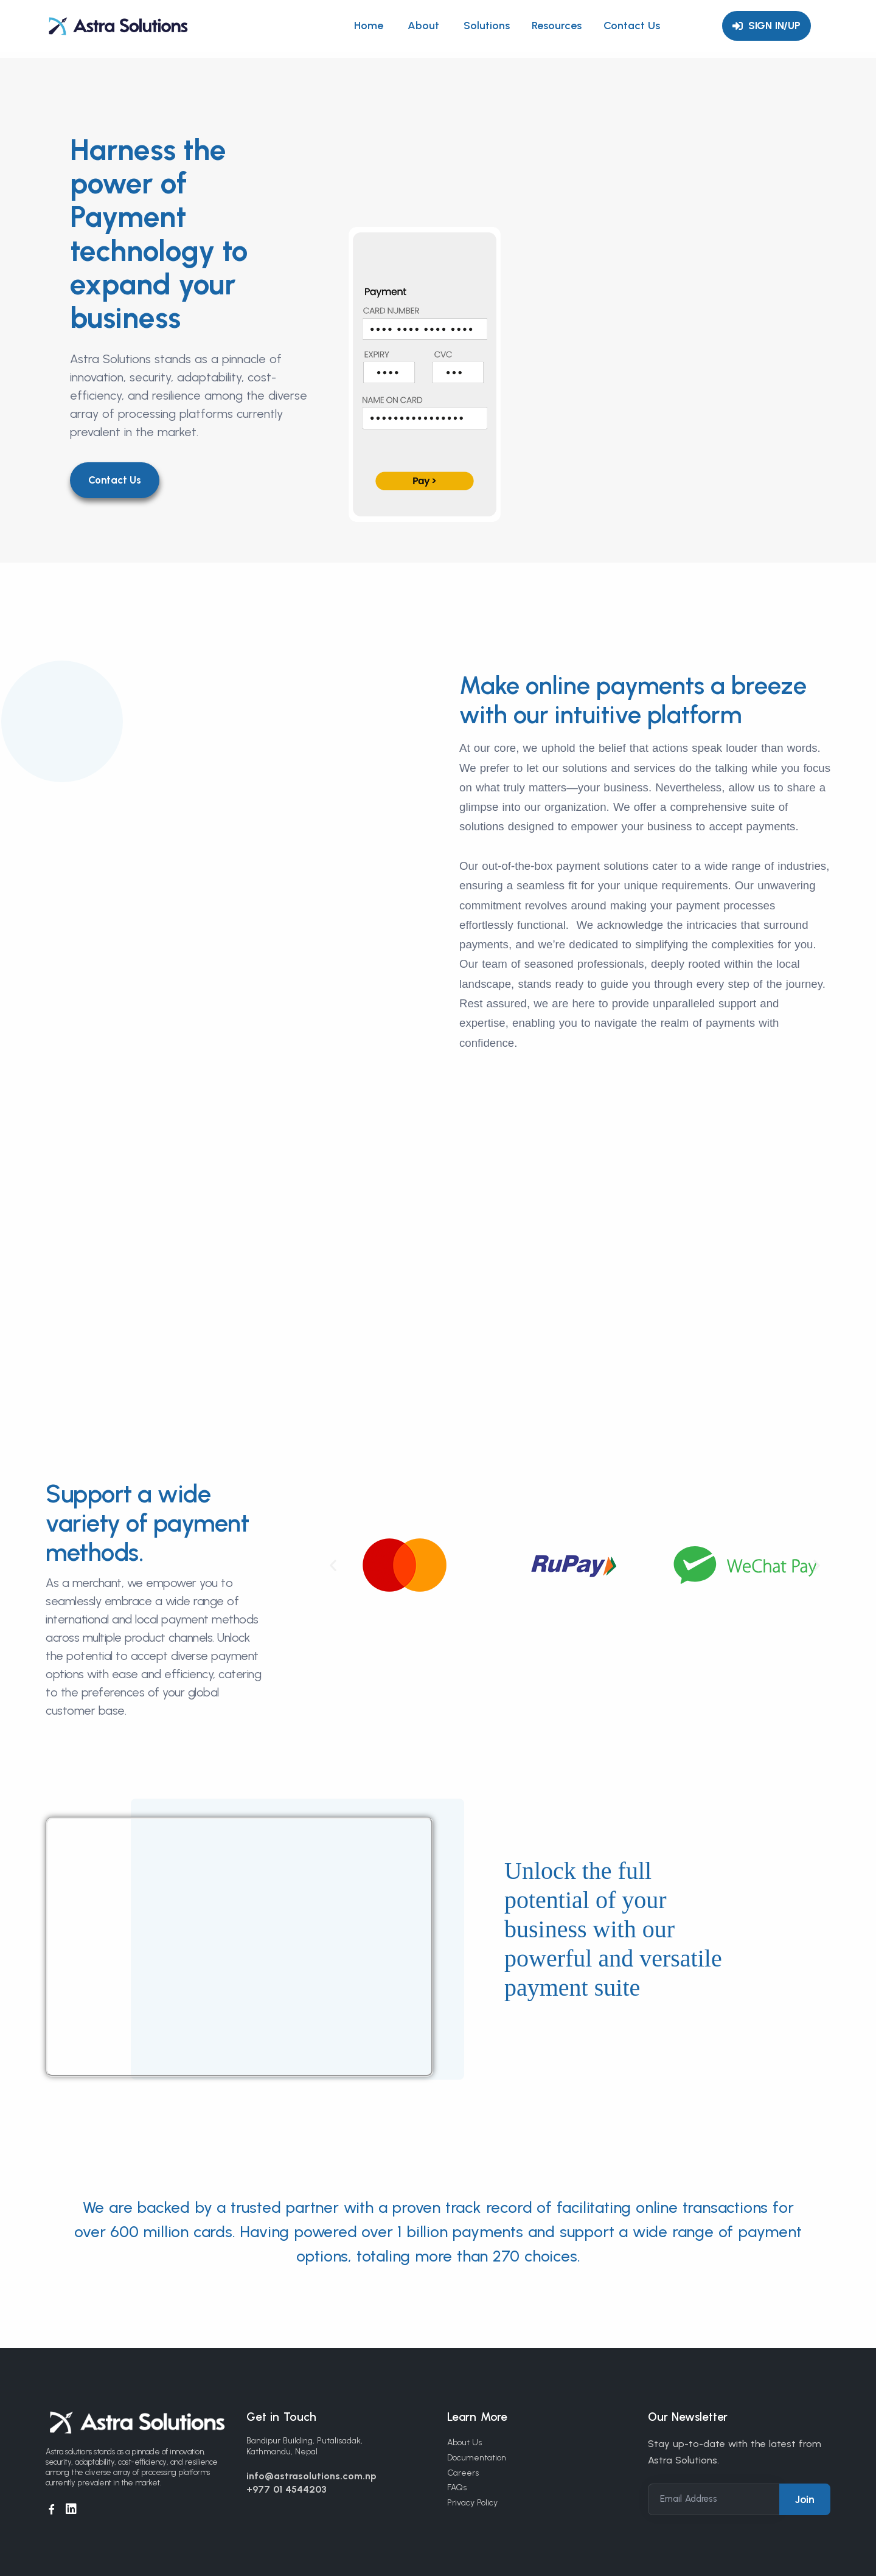 Astra Solutions
Home About Solutions Resources Contact Us
SIGN IN/UP
Harness the
power of
Payment
technology to
expand your
business
Astra Solutions stands as a pinnacle of
innovation, security, adaptability, cost-
efficiency, and resilience among the diverse
array of processing platforms currently
prevalent in the market.
Contact Us
Payment
CARD NUMBER
EXPIRY CVC
NAME ON CARD
Pay >
Make online payments a breeze
with our intuitive platform
At our core, we uphold the belief that actions speak louder than words.
We prefer to let our solutions and services do the talking while you focus
on what truly matters—your business. Nevertheless, allow us to share a
glimpse into our organization. We offer a comprehensive suite of
solutions designed to empower your business to accept payments.
Our out-of-the-box payment solutions cater to a wide range of industries,
ensuring a seamless fit for your unique requirements. Our unwavering
commitment revolves around making your payment processes
effortlessly functional.  We acknowledge the intricacies that surround
payments, and we’re dedicated to simplifying the complexities for you.
Our team of seasoned professionals, deeply rooted within the local
landscape, stands ready to guide you through every step of the journey.
Rest assured, we are here to provide unparalleled support and
expertise, enabling you to navigate the realm of payments with
confidence.
Support a wide
variety of payment
methods.
As a merchant, we empower you to
seamlessly embrace a wide range of
international and local payment methods
across multiple product channels. Unlock
the potential to accept diverse payment
options with ease and efficiency, catering
to the preferences of your global
customer base.
RuPay
WeChat Pay
Unlock the full
potential of your
business with our
powerful and versatile
payment suite
We are backed by a trusted partner with a proven track record of facilitating online transactions for
over 600 million cards. Having powered over 1 billion payments and support a wide range of payment
options, totaling more than 270 choices.
Astra Solutions
Astra solutions stands as a pinnacle of innovation,
security, adaptability, cost-efficiency, and resilience
among the diverse array of processing platforms
currently prevalent in the market.
Get in Touch
Bandipur Building, Putalisadak,
Kathmandu, Nepal
info@astrasolutions.com.np
+977 01 4544203
Learn More
About Us
Documentation
Careers
FAQs
Privacy Policy
Our Newsletter
Stay up-to-date with the latest from
Astra Solutions.
Email Address
Join